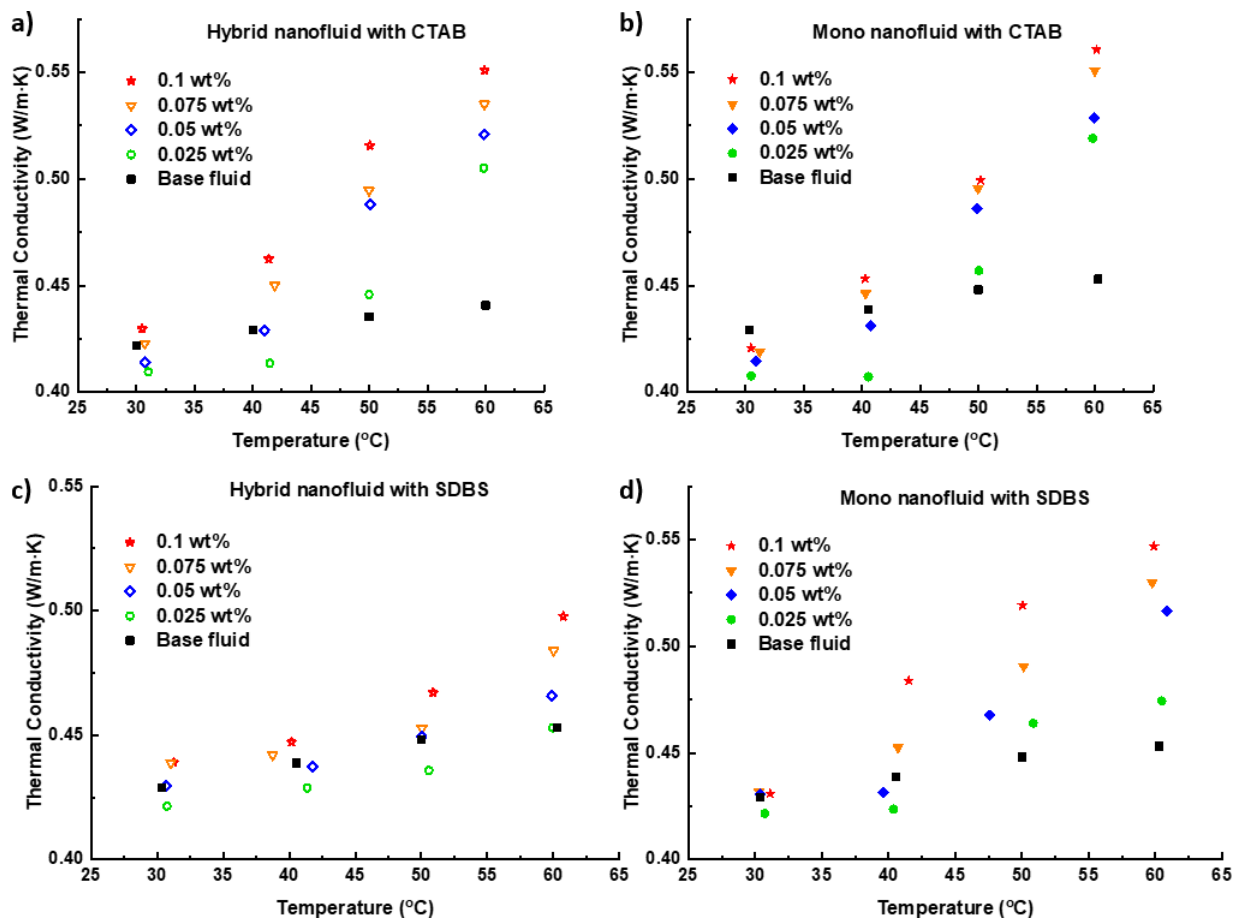 a)
Hybrid nanofluid with CTAB
0.1 wt%
0.075 wt%
0.05 wt%
0.025 wt%
Base fluid
Thermal Conductivity (W/m·K)
0.55
0.50
0.45
0.40
25 30 35 40 45 50 55 60 65
Temperature (°C)
b)
Mono nanofluid with CTAB
0.1 wt%
0.075 wt%
0.05 wt%
0.025 wt%
Base fluid
Thermal Conductivity (W/m·K)
0.55
0.50
0.45
0.40
25 30 35 40 45 50 55 60 65
Temperature (°C)
c)
Hybrid nanofluid with SDBS
0.1 wt%
0.075 wt%
0.05 wt%
0.025 wt%
Base fluid
Thermal Conductivity (W/m·K)
0.55
0.50
0.45
0.40
25 30 35 40 45 50 55 60 65
Temperature (°C)
d)
Mono nanofluid with SDBS
0.1 wt%
0.075 wt%
0.05 wt%
0.025 wt%
Base fluid
Thermal Conductivity (W/m·K)
0.55
0.50
0.45
0.40
25 30 35 40 45 50 55 60 65
Temperature (°C)